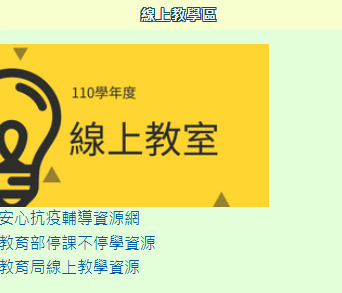 線上教學區
110學年度
線上教室
安心抗疫輔導資源網
教育部停課不停學資源
教育局線上教學資源